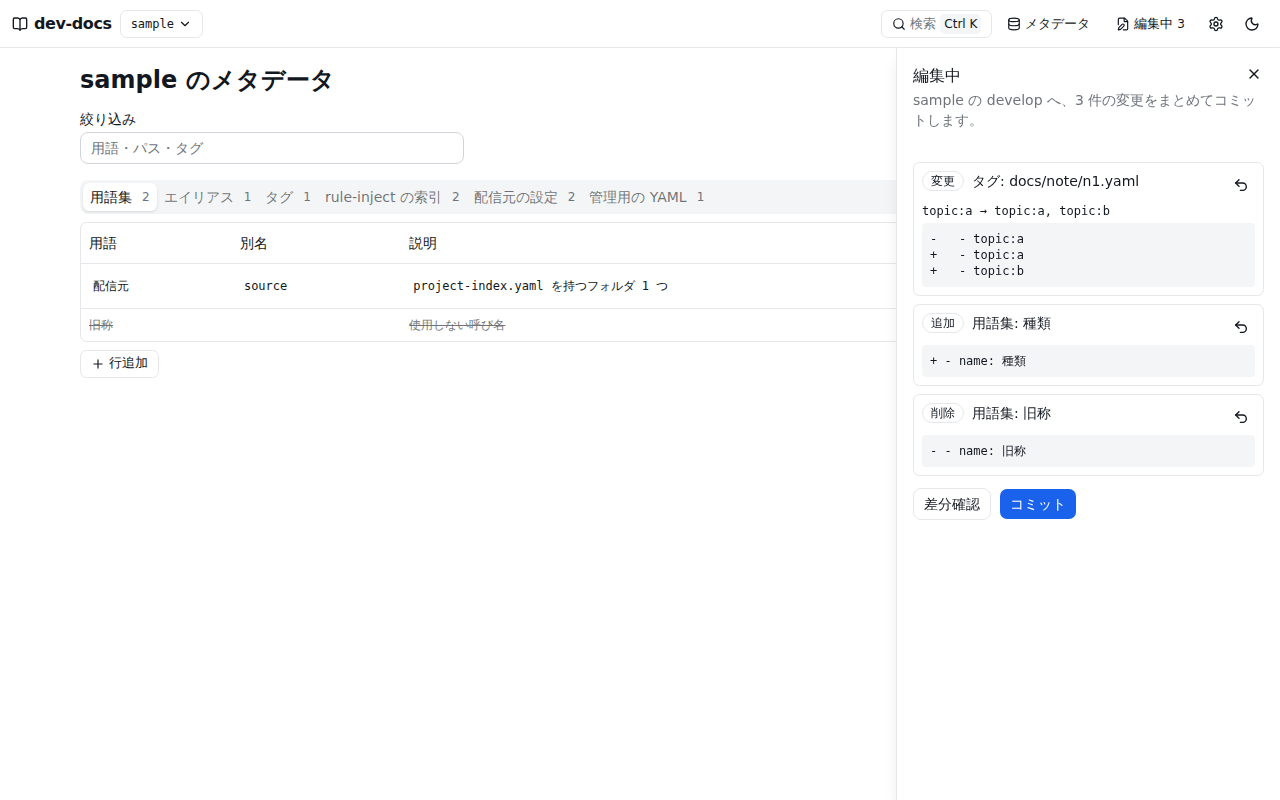 dev-docs sample 検索 Ctrl K メタデータ 編集中 3
sample のメタデータ
絞り込み
用語・パス・タグ
用語集 2 エイリアス 1 タグ 1 rule-inject の索引 2 配信元の設定 2 管理用の YAML 1
用語 別名 説明
配信元 source project-index.yaml を持つフォルダ 1 つ
旧称 使用しない呼び名
行追加
編集中
sample の develop へ、3 件の変更をまとめてコミッ
トします。
変更 タグ: docs/note/n1.yaml
topic:a → topic:a, topic:b
-   - topic:a
+   - topic:a
+   - topic:b
追加 用語集: 種類
+ - name: 種類
削除 用語集: 旧称
- - name: 旧称
差分確認 コミット